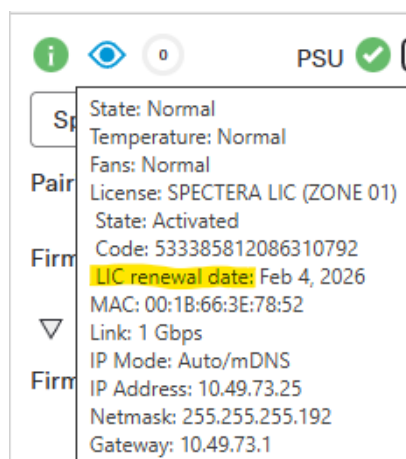 0
PSU
State: Normal
Temperature: Normal
Fans: Normal
License: SPECTERA LIC (ZONE 01)
State: Activated
Code: 533385812086310792
LIC renewal date: Feb 4, 2026
MAC: 00:1B:66:3E:78:52
Link: 1 Gbps
IP Mode: Auto/mDNS
IP Address: 10.49.73.25
Netmask: 255.255.255.192
Gateway: 10.49.73.1
Sp
Pair
Firm
Firm